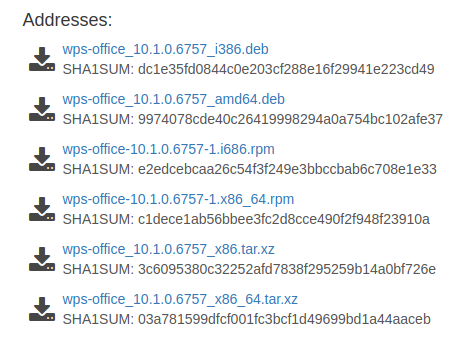 Addresses:
wps-office_10.1.0.6757_i386.deb
SHA1SUM: dc1e35fd0844c0e203cf288e16f29941e223cd49
wps-office_10.1.0.6757_amd64.deb
SHA1SUM: 9974078cde40c26419998294a0a754bc102afe37
wps-office-10.1.0.6757-1.i686.rpm
SHA1SUM: e2edcebcaa26c54f3f249e3bbccbab6c708e1e33
wps-office-10.1.0.6757-1.x86_64.rpm
SHA1SUM: c1dece1ab56bbee3fc2d8cce490f2f948f23910a
wps-office_10.1.0.6757_x86.tar.xz
SHA1SUM: 3c6095380c32252afd7838f295259b14a0bf726e
wps-office_10.1.0.6757_x86_64.tar.xz
SHA1SUM: 03a781599dfcf001fc3bcf1d49699bd1a44aaceb